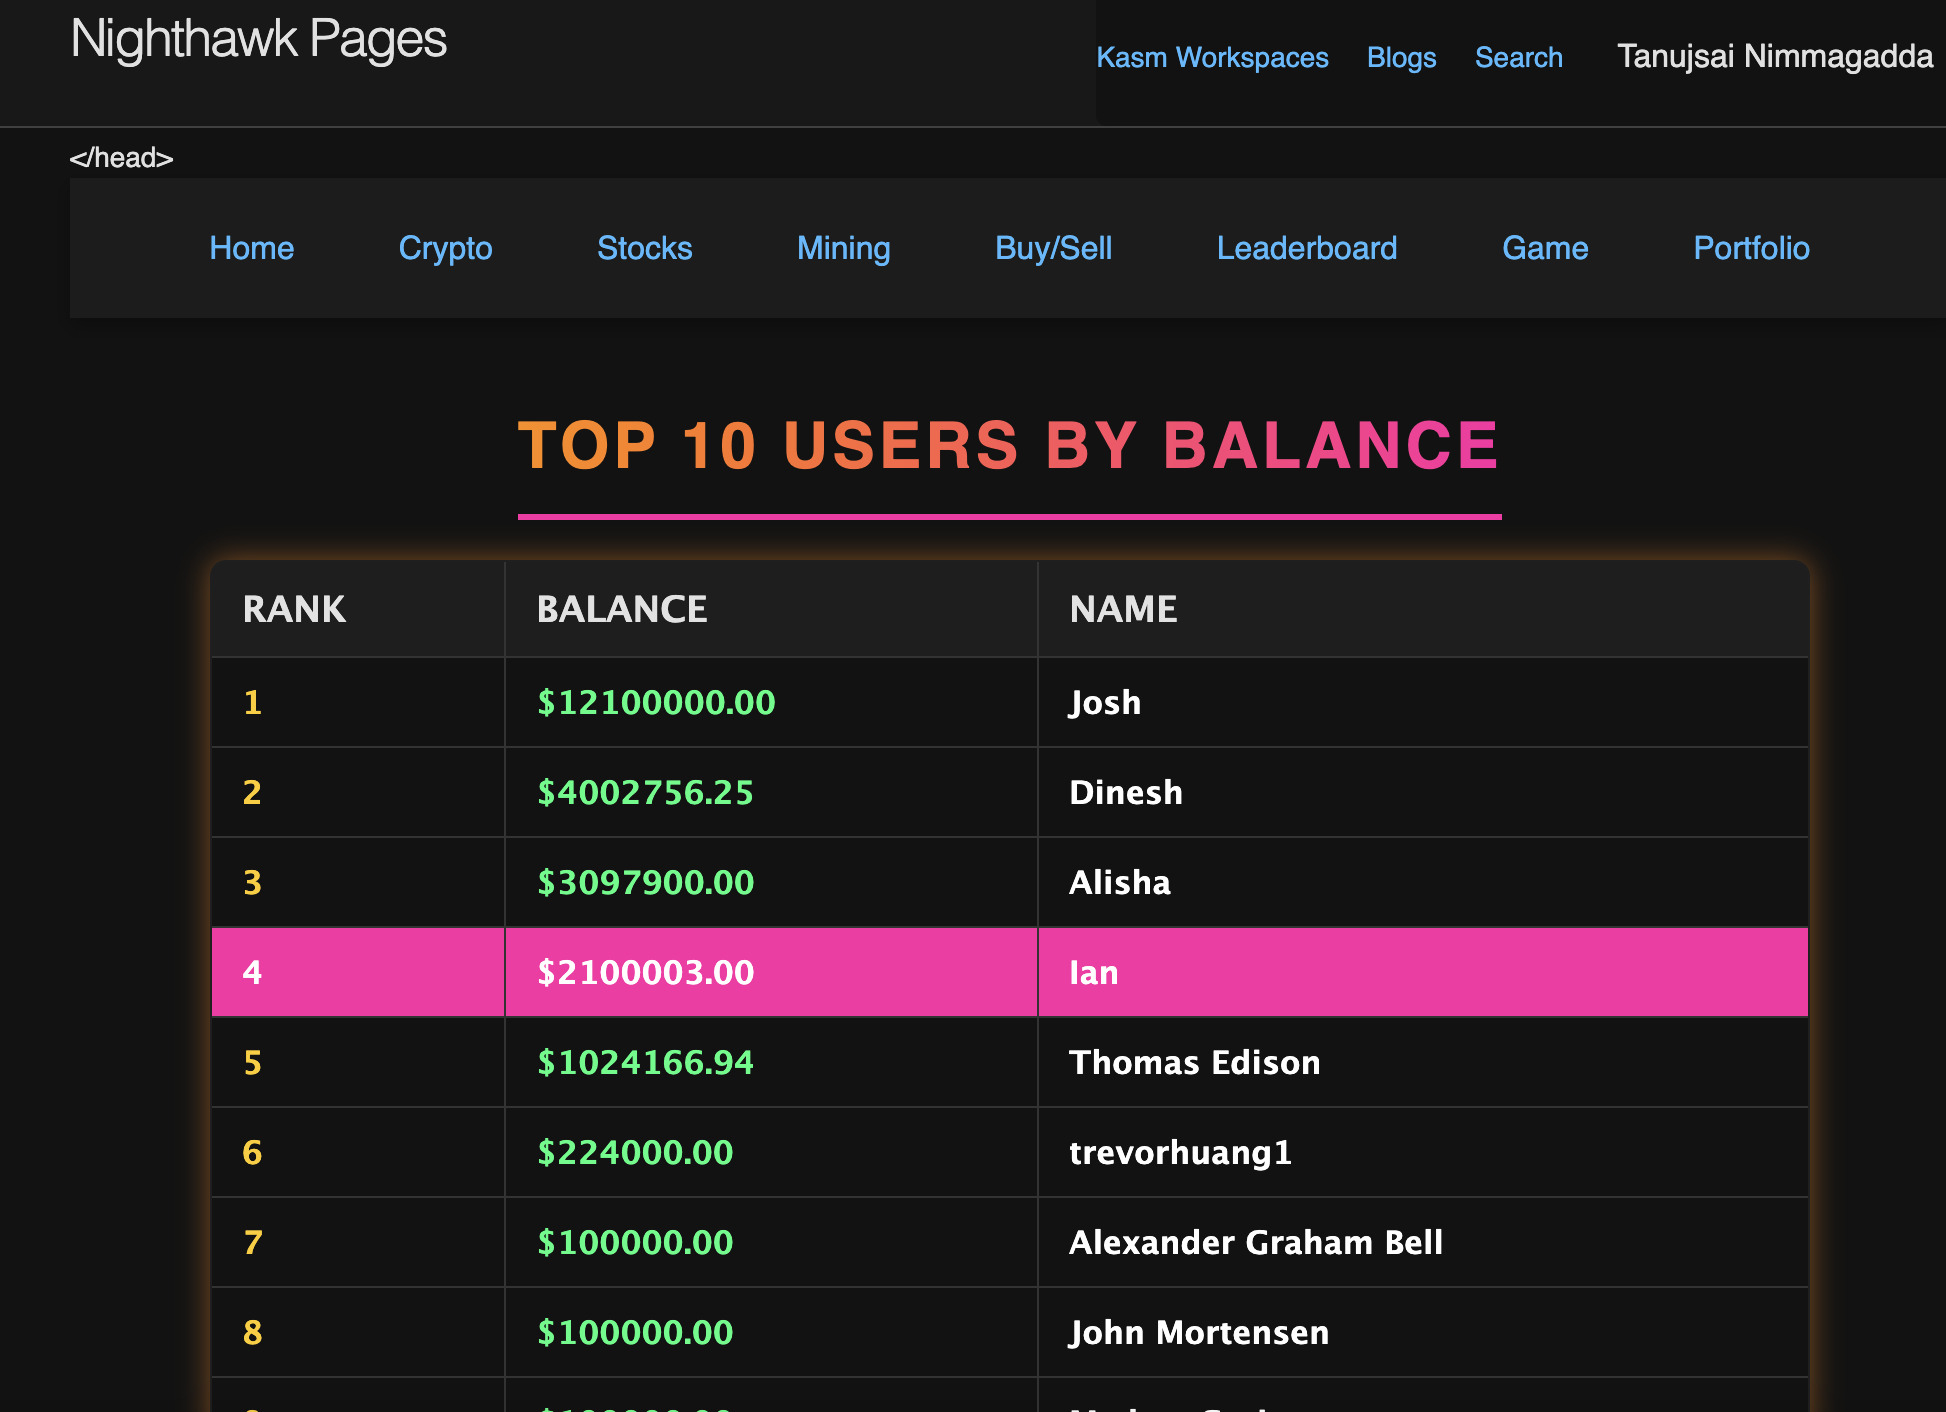 Nighthawk Pages
Kasm Workspaces Blogs Search Tanujsai Nimmagadda
</head>
Home Crypto Stocks Mining Buy/Sell Leaderboard Game Portfolio
TOP 10 USERS BY BALANCE
RANK BALANCE NAME
1 $12100000.00 Josh
2 $4002756.25 Dinesh
3 $3097900.00 Alisha
4 $2100003.00 Ian
5 $1024166.94 Thomas Edison
6 $224000.00 trevorhuang1
7 $100000.00 Alexander Graham Bell
8 $100000.00 John Mortensen